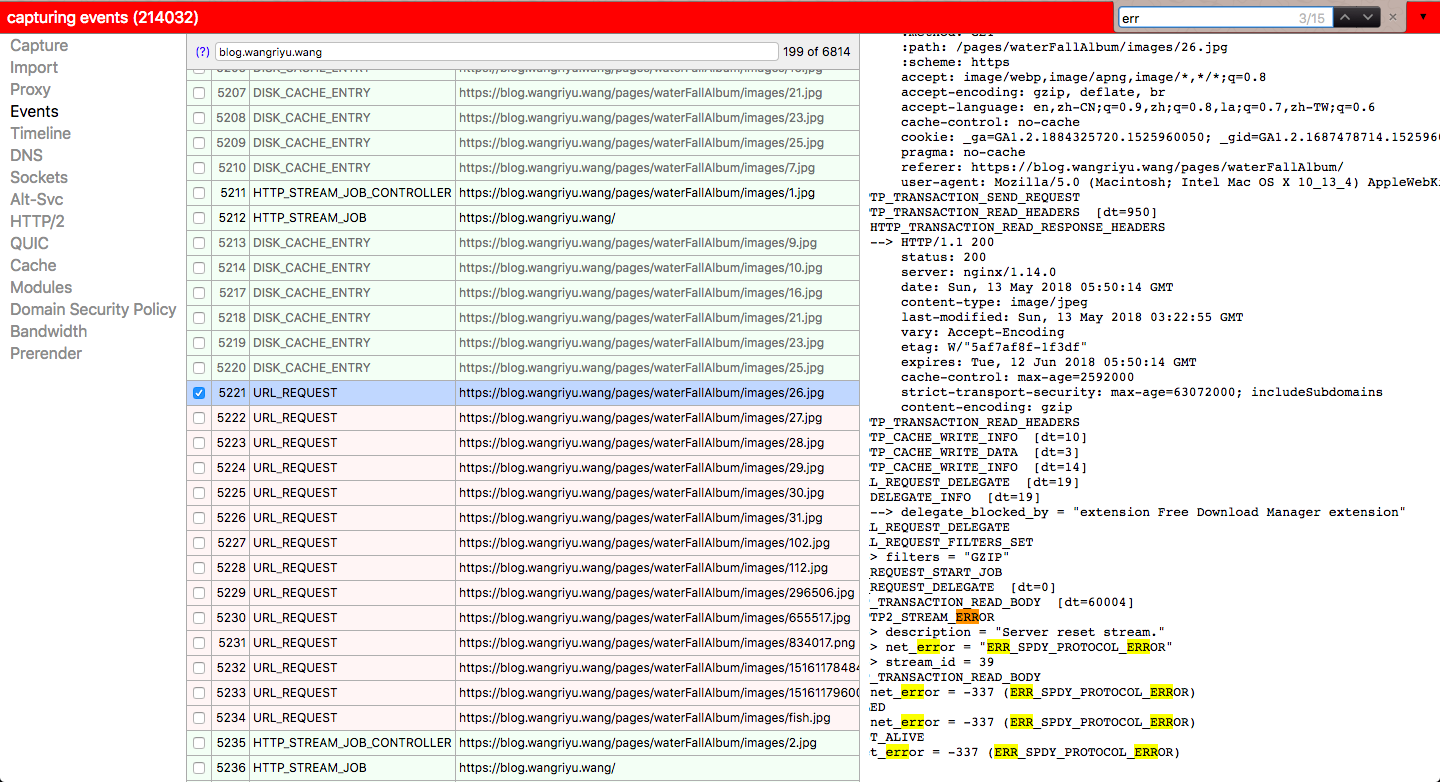 capturing events (214032)
err
3/15
Capture
Import
Proxy
Events
Timeline
DNS
Sockets
Alt-Svc
HTTP/2
QUIC
Cache
Modules
Domain Security Policy
Bandwidth
Prerender
(?) blog.wangriyu.wang 199 of 6814
5207 DISK_CACHE_ENTRY https://blog.wangriyu.wang/pages/waterFallAlbum/images/21.jpg
5208 DISK_CACHE_ENTRY https://blog.wangriyu.wang/pages/waterFallAlbum/images/23.jpg
5209 DISK_CACHE_ENTRY https://blog.wangriyu.wang/pages/waterFallAlbum/images/25.jpg
5210 DISK_CACHE_ENTRY https://blog.wangriyu.wang/pages/waterFallAlbum/images/7.jpg
5211 HTTP_STREAM_JOB_CONTROLLER https://blog.wangriyu.wang/pages/waterFallAlbum/images/1.jpg
5212 HTTP_STREAM_JOB https://blog.wangriyu.wang/
5213 DISK_CACHE_ENTRY https://blog.wangriyu.wang/pages/waterFallAlbum/images/9.jpg
5214 DISK_CACHE_ENTRY https://blog.wangriyu.wang/pages/waterFallAlbum/images/10.jpg
5217 DISK_CACHE_ENTRY https://blog.wangriyu.wang/pages/waterFallAlbum/images/16.jpg
5218 DISK_CACHE_ENTRY https://blog.wangriyu.wang/pages/waterFallAlbum/images/21.jpg
5219 DISK_CACHE_ENTRY https://blog.wangriyu.wang/pages/waterFallAlbum/images/23.jpg
5220 DISK_CACHE_ENTRY https://blog.wangriyu.wang/pages/waterFallAlbum/images/25.jpg
5221 URL_REQUEST https://blog.wangriyu.wang/pages/waterFallAlbum/images/26.jpg
5222 URL_REQUEST https://blog.wangriyu.wang/pages/waterFallAlbum/images/27.jpg
5223 URL_REQUEST https://blog.wangriyu.wang/pages/waterFallAlbum/images/28.jpg
5224 URL_REQUEST https://blog.wangriyu.wang/pages/waterFallAlbum/images/29.jpg
5225 URL_REQUEST https://blog.wangriyu.wang/pages/waterFallAlbum/images/30.jpg
5226 URL_REQUEST https://blog.wangriyu.wang/pages/waterFallAlbum/images/31.jpg
5227 URL_REQUEST https://blog.wangriyu.wang/pages/waterFallAlbum/images/102.jpg
5228 URL_REQUEST https://blog.wangriyu.wang/pages/waterFallAlbum/images/112.jpg
5229 URL_REQUEST https://blog.wangriyu.wang/pages/waterFallAlbum/images/296506.jpg
5230 URL_REQUEST https://blog.wangriyu.wang/pages/waterFallAlbum/images/655517.jpg
5231 URL_REQUEST https://blog.wangriyu.wang/pages/waterFallAlbum/images/834017.png
5232 URL_REQUEST https://blog.wangriyu.wang/pages/waterFallAlbum/images/15161178484
5233 URL_REQUEST https://blog.wangriyu.wang/pages/waterFallAlbum/images/15161179600
5234 URL_REQUEST https://blog.wangriyu.wang/pages/waterFallAlbum/images/fish.jpg
5235 HTTP_STREAM_JOB_CONTROLLER https://blog.wangriyu.wang/pages/waterFallAlbum/images/2.jpg
5236 HTTP_STREAM_JOB https://blog.wangriyu.wang/
:path: /pages/waterFallAlbum/images/26.jpg
:scheme: https
accept: image/webp,image/apng,image/*,*/*;q=0.8
accept-encoding: gzip, deflate, br
accept-language: en,zh-CN;q=0.9,zh;q=0.8,la;q=0.7,zh-TW;q=0.6
cache-control: no-cache
cookie: _ga=GA1.2.1884325720.1525960050; _gid=GA1.2.1687478714.1525960
pragma: no-cache
referer: https://blog.wangriyu.wang/pages/waterFallAlbum/
user-agent: Mozilla/5.0 (Macintosh; Intel Mac OS X 10_13_4) AppleWebKi
TP_TRANSACTION_SEND_REQUEST
TP_TRANSACTION_READ_HEADERS [dt=950]
HTTP_TRANSACTION_READ_RESPONSE_HEADERS
--> HTTP/1.1 200
status: 200
server: nginx/1.14.0
date: Sun, 13 May 2018 05:50:14 GMT
content-type: image/jpeg
last-modified: Sun, 13 May 2018 03:22:55 GMT
vary: Accept-Encoding
etag: W/"5af7af8f-1f3df"
expires: Tue, 12 Jun 2018 05:50:14 GMT
cache-control: max-age=2592000
strict-transport-security: max-age=63072000; includeSubdomains
content-encoding: gzip
TP_TRANSACTION_READ_HEADERS
TP_CACHE_WRITE_INFO [dt=10]
TP_CACHE_WRITE_DATA [dt=3]
TP_CACHE_WRITE_INFO [dt=14]
L_REQUEST_DELEGATE [dt=19]
DELEGATE_INFO [dt=19]
--> delegate_blocked_by = "extension Free Download Manager extension"
L_REQUEST_DELEGATE
L_REQUEST_FILTERS_SET
> filters = "GZIP"
REQUEST_START_JOB
REQUEST_DELEGATE [dt=0]
_TRANSACTION_READ_BODY [dt=60004]
TP2_STREAM_ERROR
> description = "Server reset stream."
> net_error = "ERR_SPDY_PROTOCOL_ERROR"
> stream_id = 39
_TRANSACTION_READ_BODY
net_error = -337 (ERR_SPDY_PROTOCOL_ERROR)
ED
net_error = -337 (ERR_SPDY_PROTOCOL_ERROR)
T_ALIVE
t_error = -337 (ERR_SPDY_PROTOCOL_ERROR)